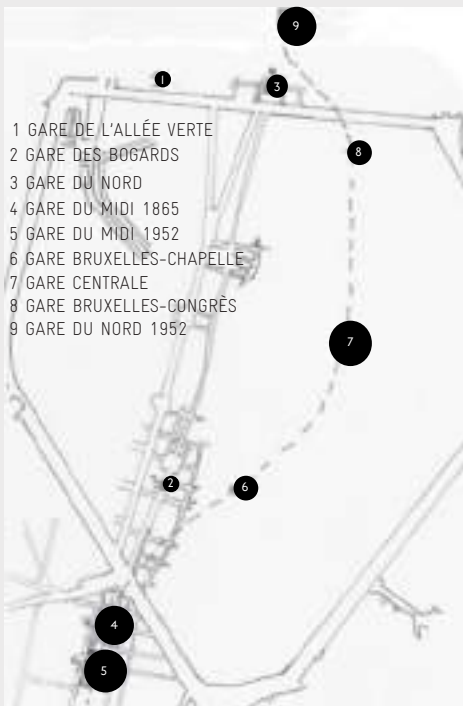 9
1
3
8
1 GARE DE L'ALLÉE VERTE
2 GARE DES BOGARDS
3 GARE DU NORD
4 GARE DU MIDI 1865
5 GARE DU MIDI 1952
6 GARE BRUXELLES-CHAPELLE
7 GARE CENTRALE
8 GARE BRUXELLES-CONGRÈS
9 GARE DU NORD 1952
7
2
6
4
5